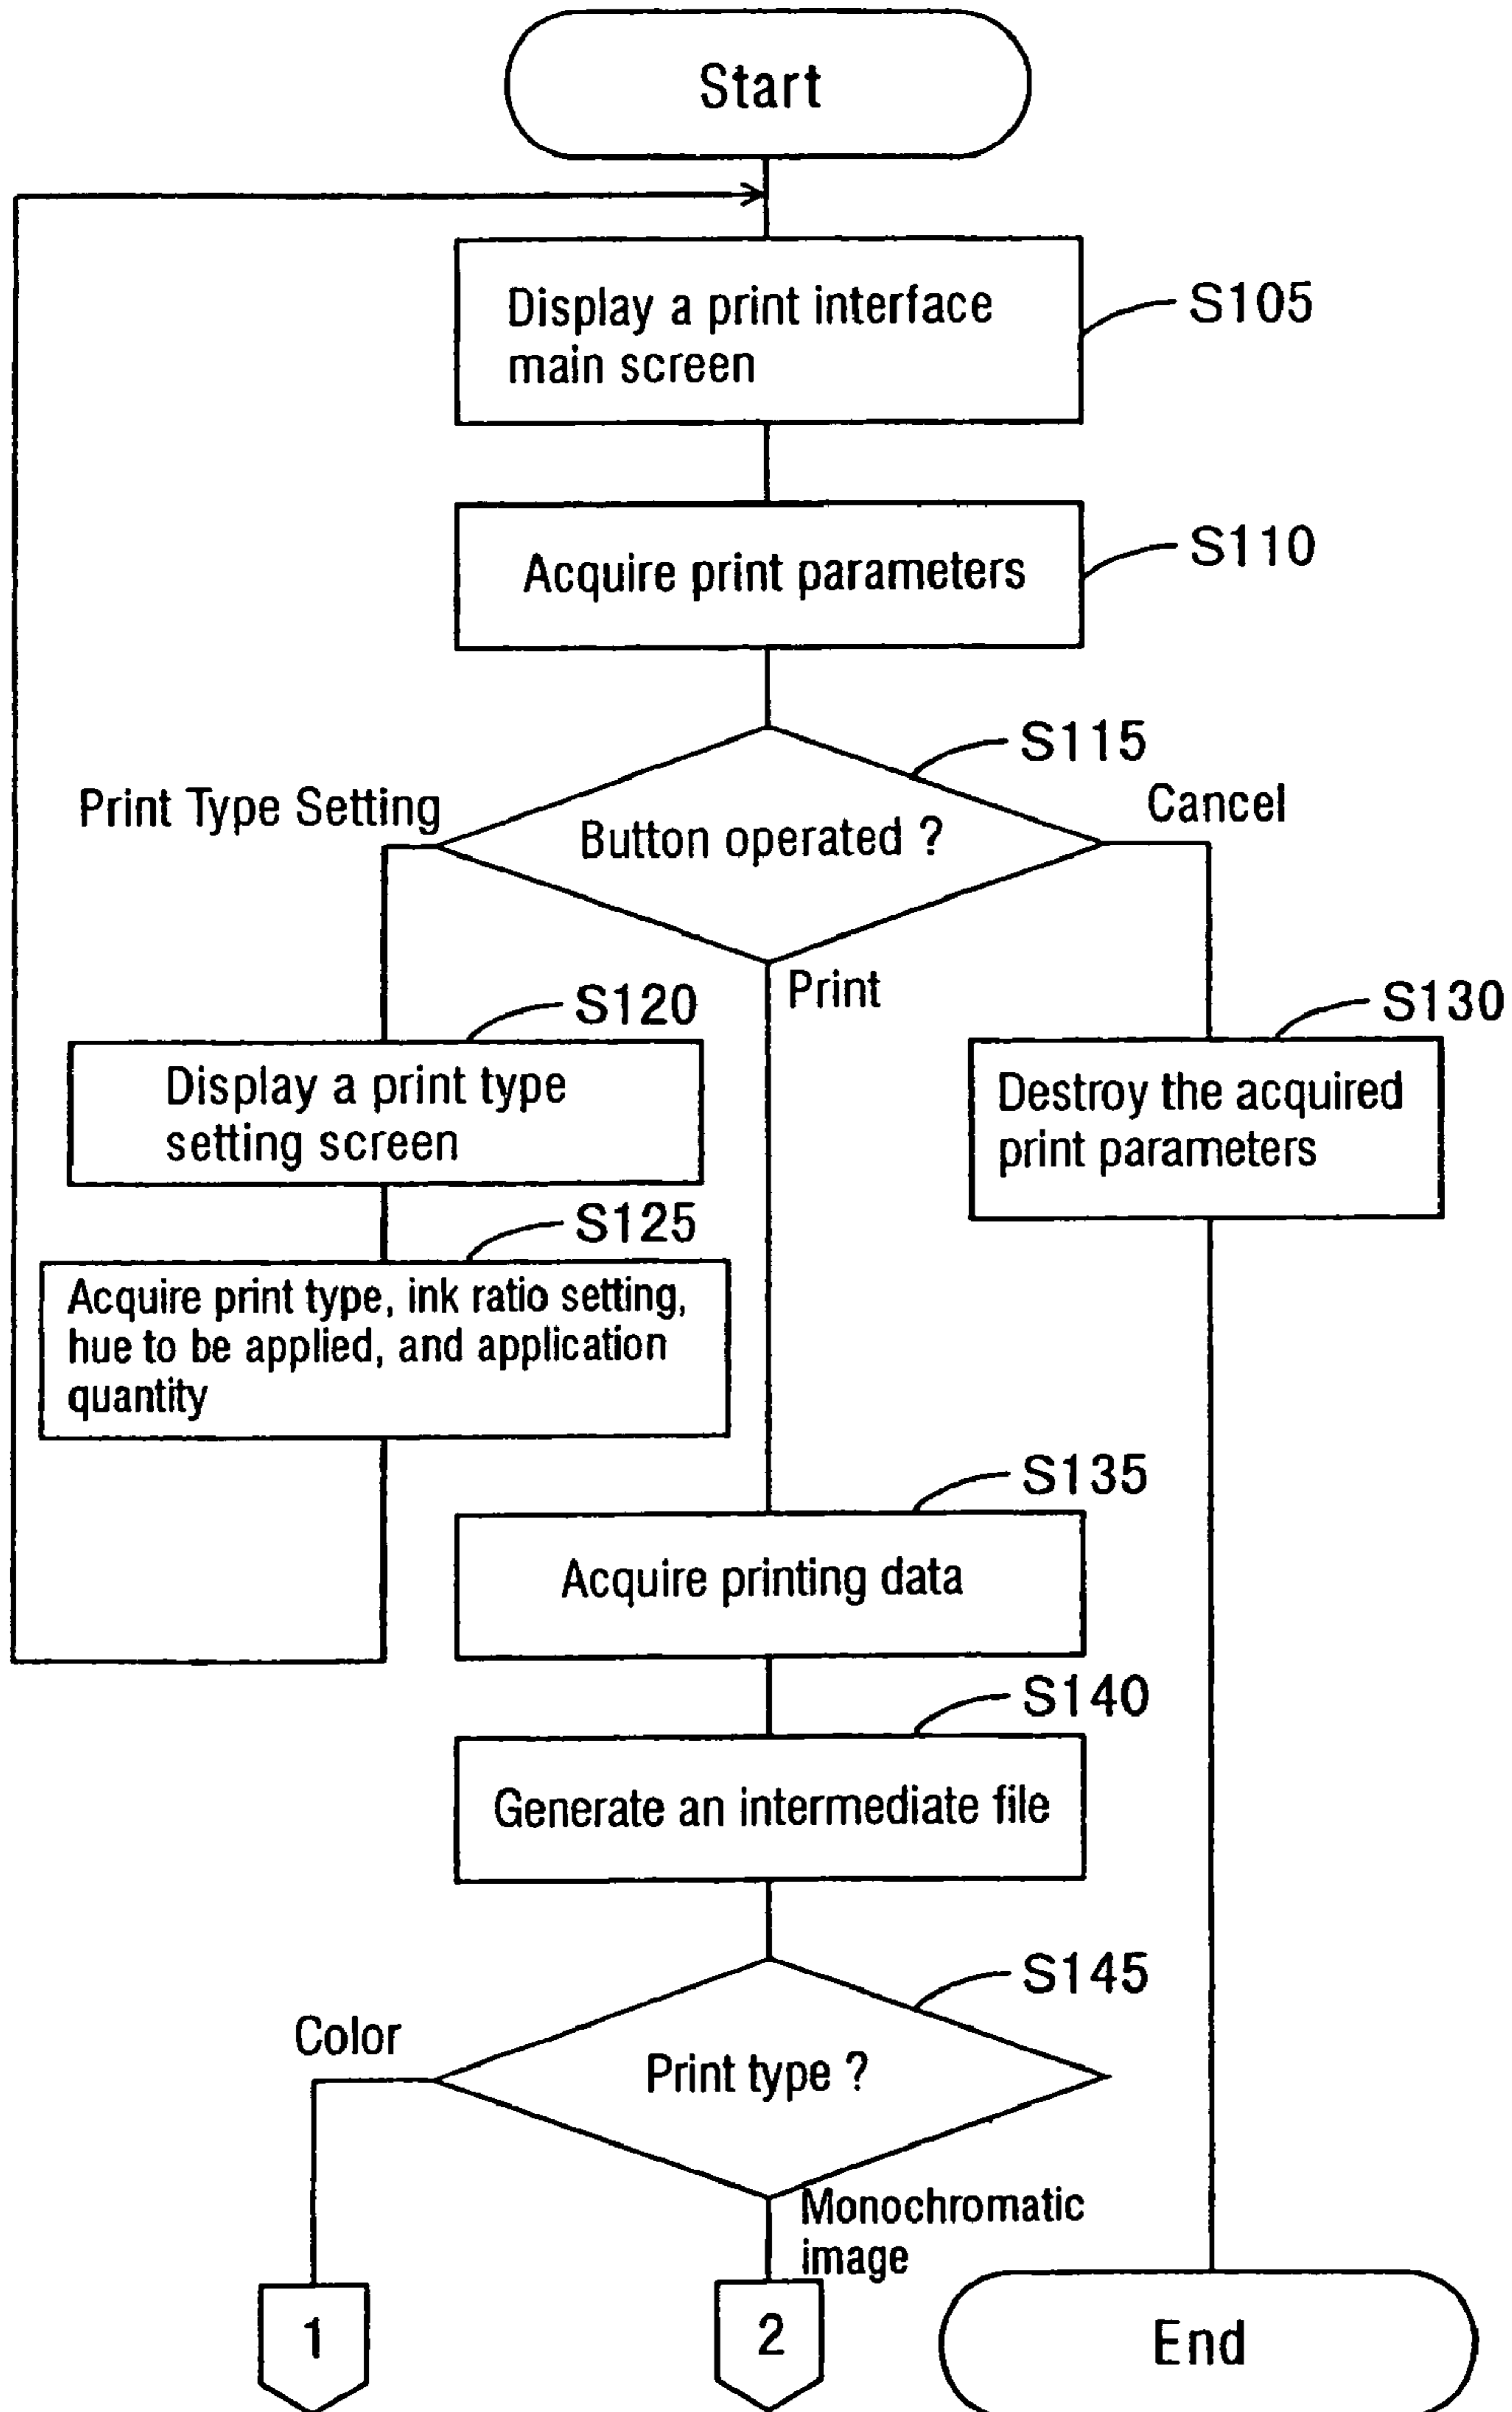 Start
Display a print interface
main screen
S105
Acquire print parameters
S110
S115
Print Type Setting
Button operated ?
Cancel
Print
S120
Display a print type
setting screen
S130
Destroy the acquired
print parameters
S125
Acquire print type, ink ratio setting,
hue to be applied, and application
quantity
S135
Acquire printing data
S140
Generate an intermediate file
S145
Color
Print type ?
Monochromatic
image
1
2
End